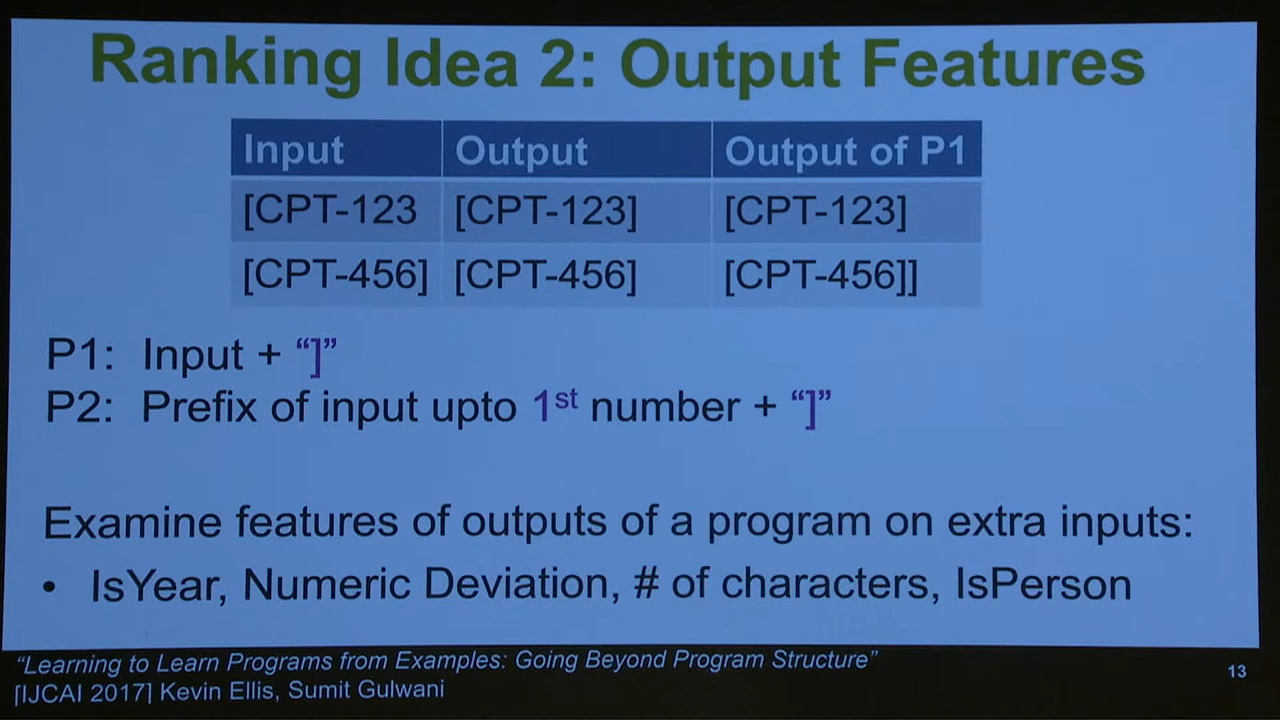 Ranking Idea 2: Output Features
Input Output Output of P1
[CPT-123 [CPT-123] [CPT-123]
[CPT-456] [CPT-456] [CPT-456]]
P1: Input + “]”
P2: Prefix of input upto 1st number + “]”
Examine features of outputs of a program on extra inputs:
• IsYear, Numeric Deviation, # of characters, IsPerson
“Learning to Learn Programs from Examples: Going Beyond Program Structure”
[IJCAI 2017] Kevin Ellis, Sumit Gulwani
13